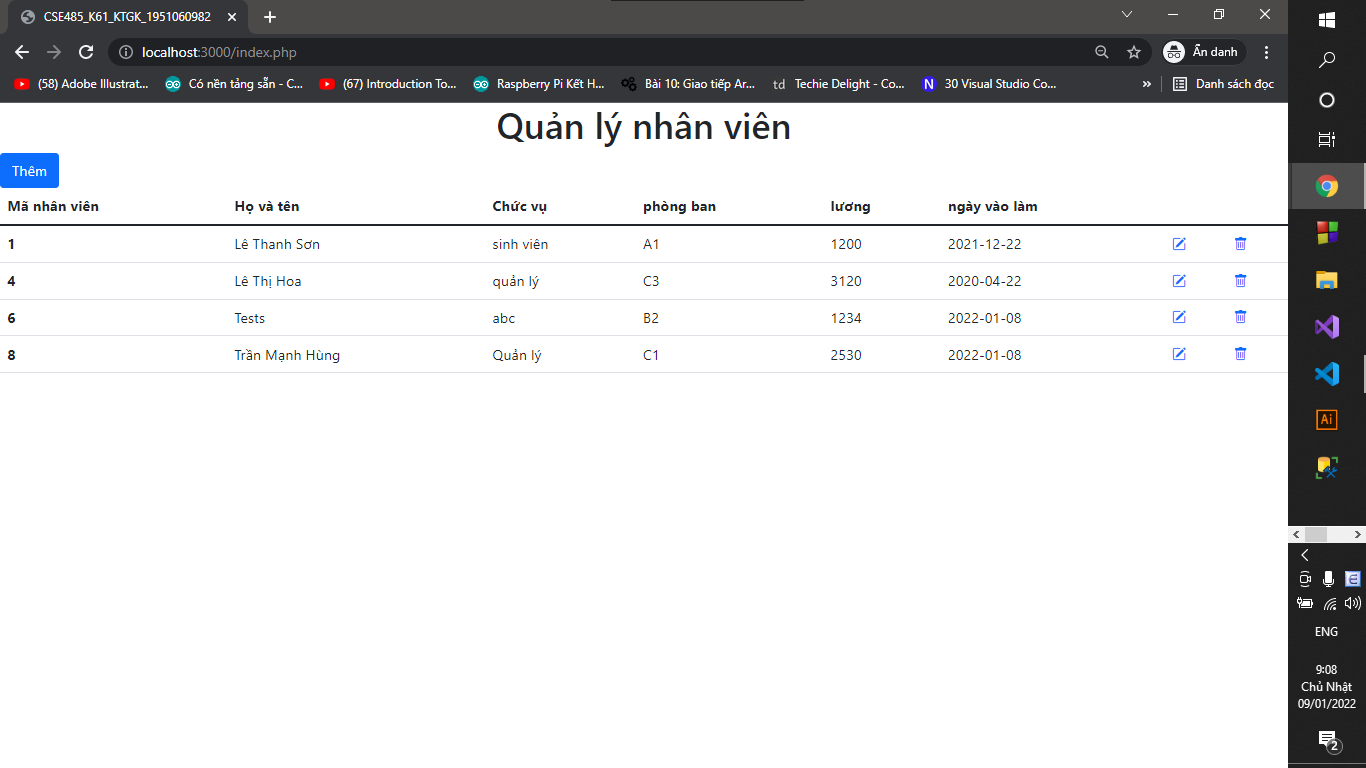 CSE485_K61_KTGK_1951060982
localhost:3000/index.php
Ẩn danh
(58) Adobe Illustrat...
Có nền tảng sẵn - C...
(67) Introduction To...
Raspberry Pi Kết H...
Bài 10: Giao tiếp Ar...
td Techie Delight - Co...
N 30 Visual Studio Co...
» Danh sách đọc
Quản lý nhân viên
Thêm
Mã nhân viên Họ và tên Chức vụ phòng ban lương ngày vào làm
1 Lê Thanh Sơn sinh viên A1 1200 2021-12-22
4 Lê Thị Hoa quản lý C3 3120 2020-04-22
6 Tests abc B2 1234 2022-01-08
8 Trần Mạnh Hùng Quản lý C1 2530 2022-01-08
Ai
E
ENG
9:08
Chủ Nhật
09/01/2022
2